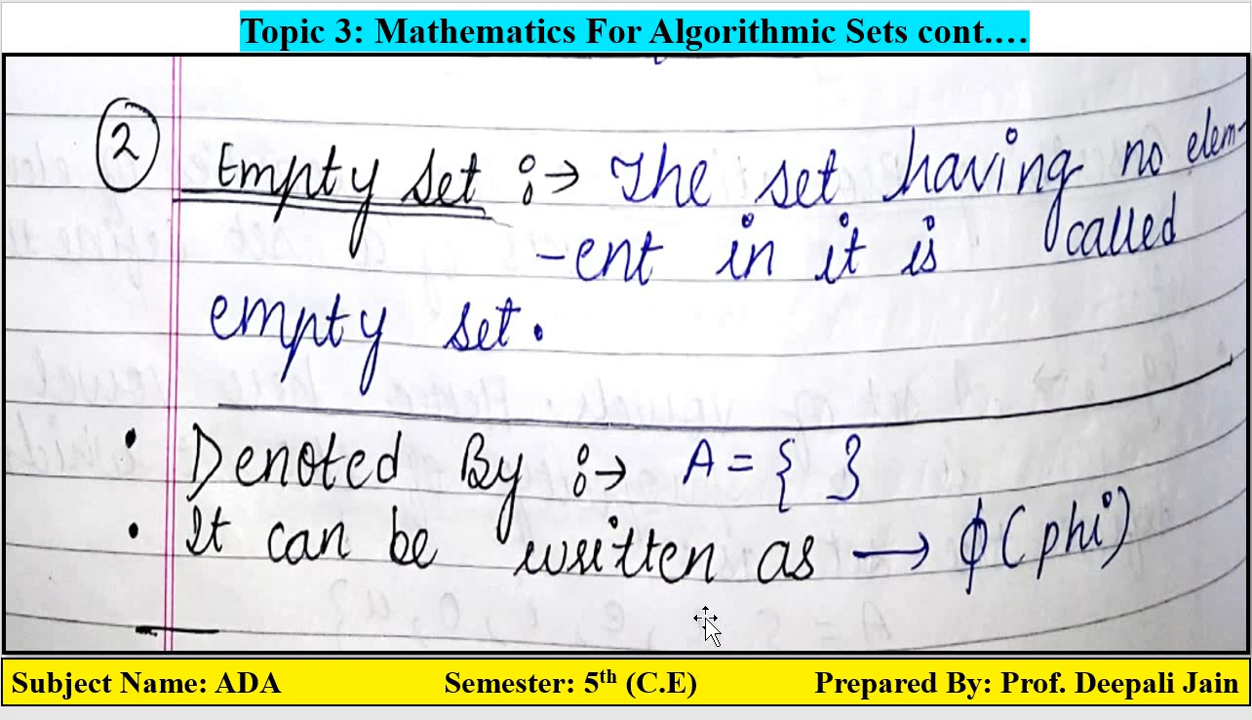 Topic 3: Mathematics For Algorithmic Sets cont.…
② Empty set :→ The set having no elem-
-ent in it is called
empty set.
• Denoted By :→ A = { }
• It can be written as → ϕ (phi)
Subject Name: ADA Semester: 5th (C.E) Prepared By: Prof. Deepali Jain